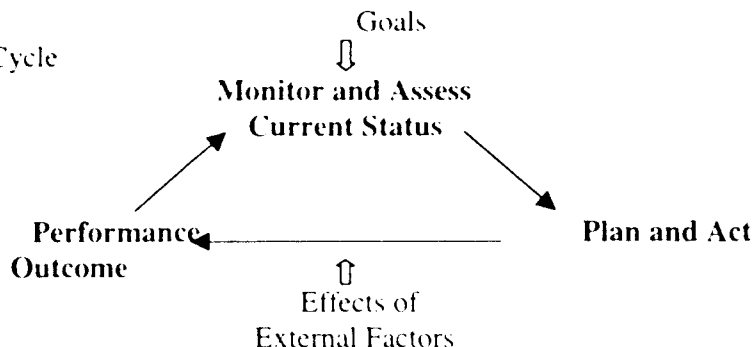 Goals
Cycle
Monitor and Assess
Current Status
Performance
Outcome
Plan and Act
Effects of
External Factors